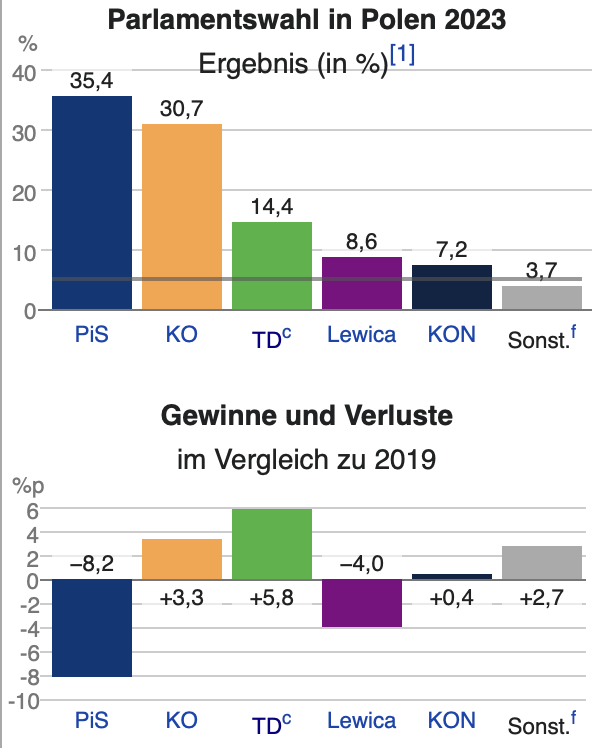 Parlamentswahl in Polen 2023
%
Ergebnis (in %)[1]
40
35,4
30,7
30
20
14,4
10
8,6
7,2
3,7
0
PiS KO TDc Lewica KON Sonst.f
Gewinne und Verluste
im Vergleich zu 2019
%p
6
4
2
−8,2 −4,0
0
+3,3 +5,8 +0,4 +2,7
-2
-4
-6
-8
-10
PiS KO TDc Lewica KON Sonst.f